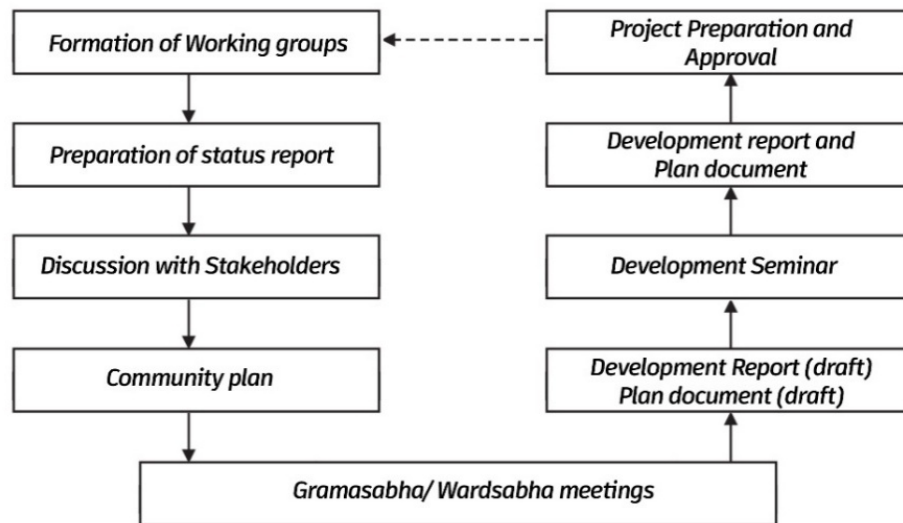 Formation of Working groups
Preparation of status report
Discussion with Stakeholders
Community plan
Gramasabha/ Wardsabha meetings
Development Report (draft)
Plan document (draft)
Development Seminar
Development report and
Plan document
Project Preparation and
Approval